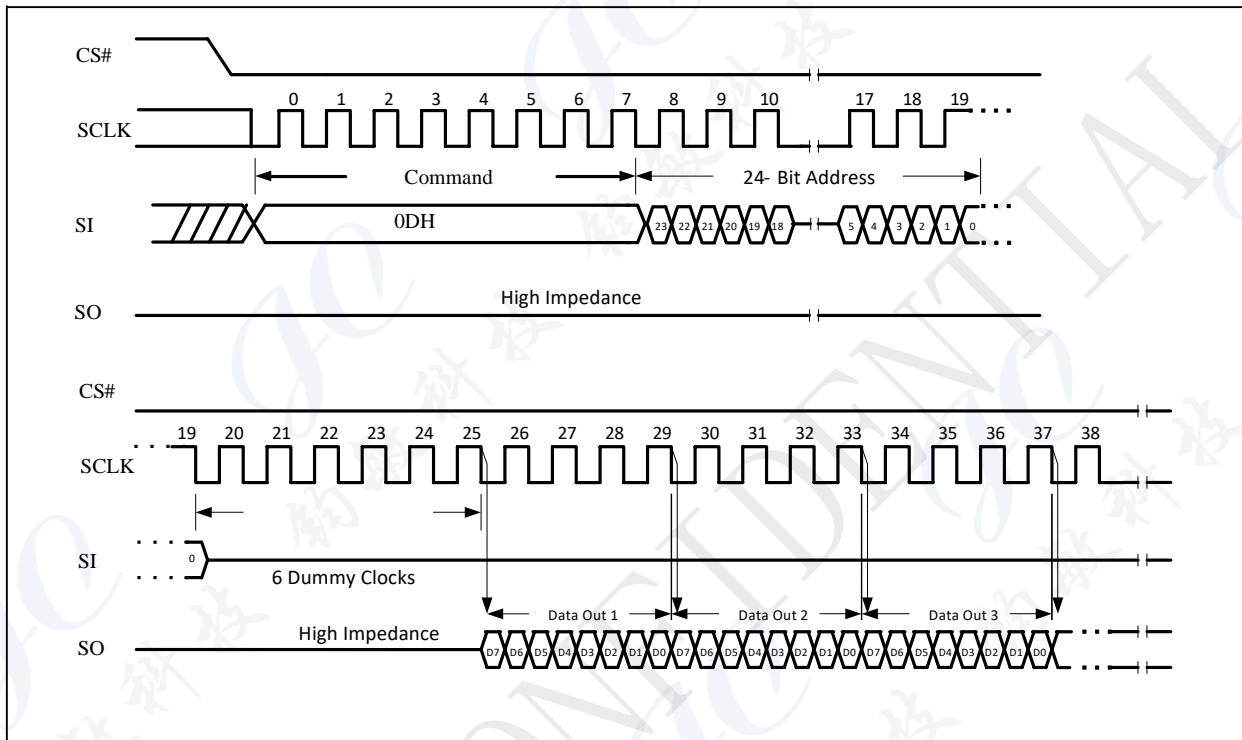 CS#
0 1 2 3 4 5 6 7 8 9 10 17 18 19
SCLK
Command 24- Bit Address
SI 0DH 23 22 21 20 19 18 5 4 3 2 1 0
High Impedance
SO
CS#
19 20 21 22 23 24 25 26 27 28 29 30 31 32 33 34 35 36 37 38
SCLK
SI 0
6 Dummy Clocks
Data Out 1 Data Out 2 Data Out 3
High Impedance
SO D7 D6 D5 D4 D3 D2 D1 D0 D7 D6 D5 D4 D3 D2 D1 D0 D7 D6 D5 D4 D3 D2 D1 D0
CONFIDENTIAL